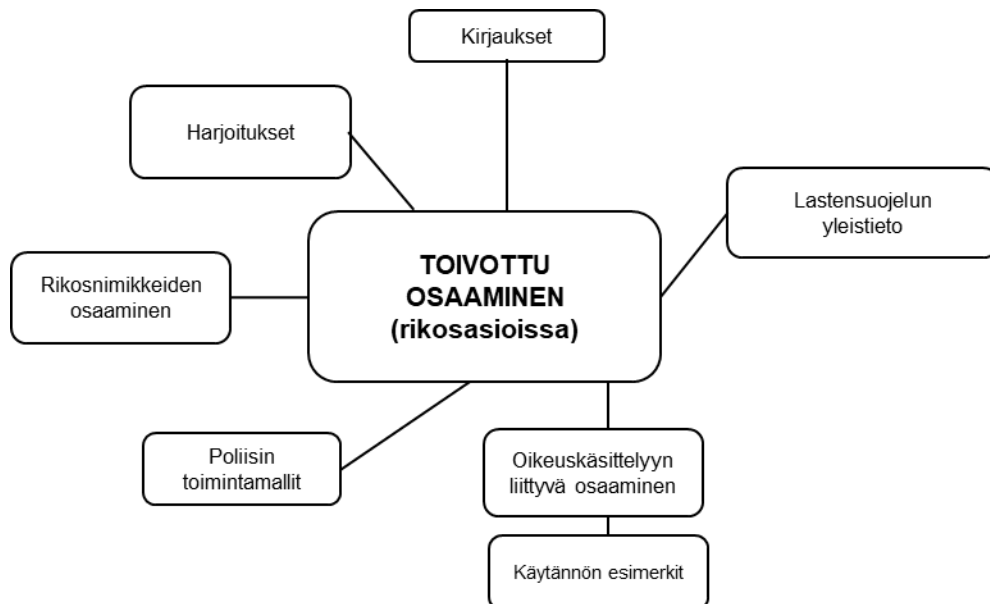 Kirjaukset
Harjoitukset
Lastensuojelun
yleistieto
TOIVOTTU
OSAAMINEN
(rikosasioissa)
Rikosnimikkeiden
osaaminen
Poliisin
toimintamallit
Oikeuskäsittelyyn
liittyvä osaaminen
Käytännön esimerkit